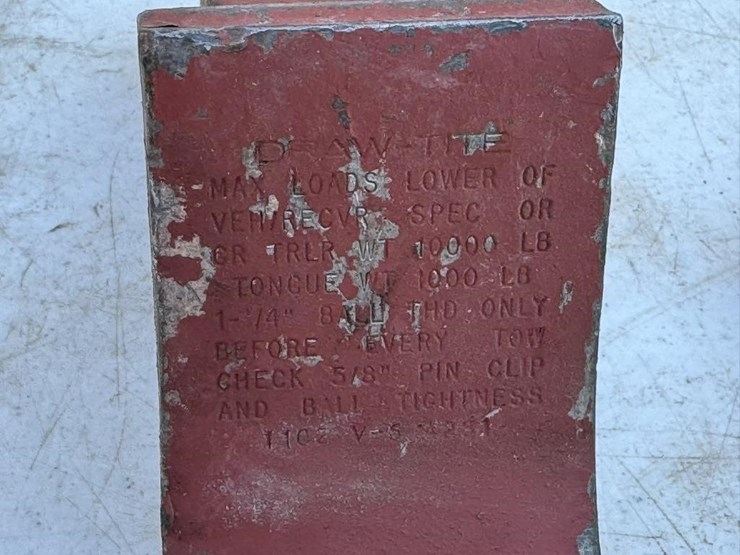 DRAW-TITE
MAX LOADS LOWER OF
VEH/RECVR SPEC OR
GR TRLR WT 10000 LB
TONGUE WT 1000 LB
1-1/4" BALL THD ONLY
BEFORE EVERY TOW
CHECK 5/8" PIN CLIP
AND BALL TIGHTNESS
V-5